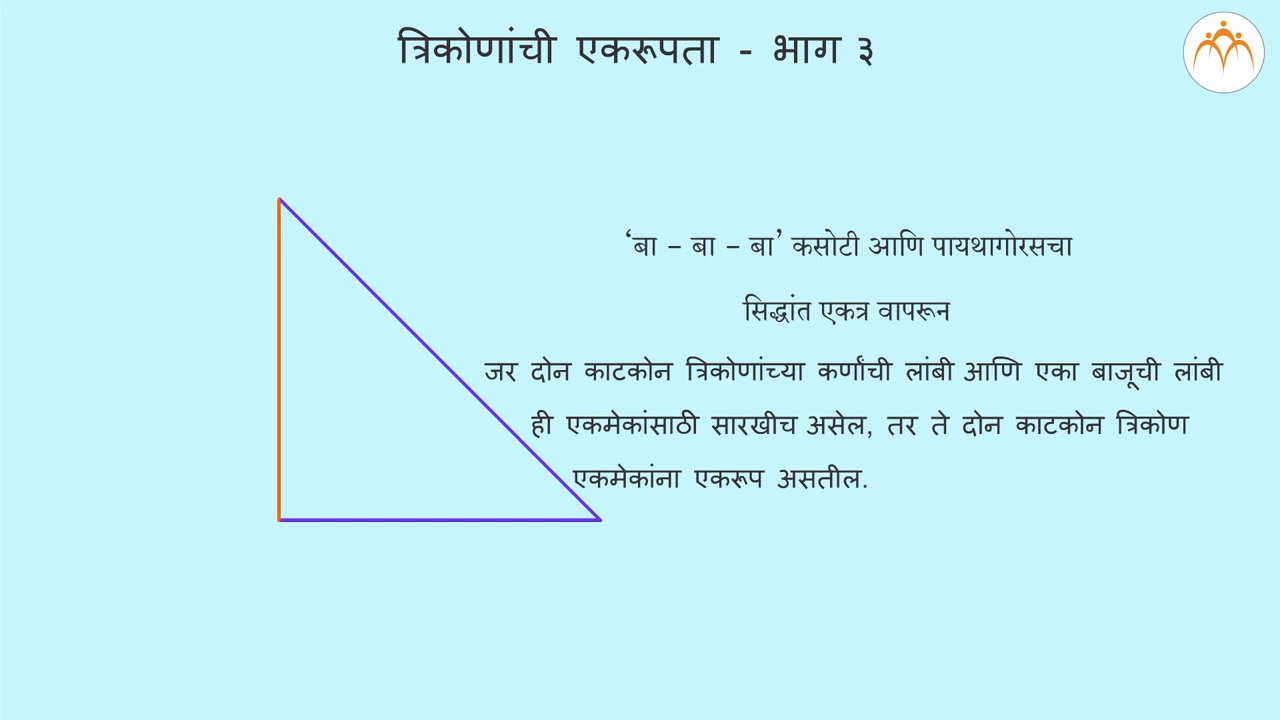 त्रिकोणांची एकरूपता - भाग ३
‘बा – बा – बा’ कसोटी आणि पायथागोरसचा
सिद्धांत एकत्र वापरून
जर दोन काटकोन त्रिकोणांच्या कर्णांची लांबी आणि एका बाजूची लांबी
ही एकमेकांसाठी सारखीच असेल, तर ते दोन काटकोन त्रिकोण
एकमेकांना एकरूप असतील.